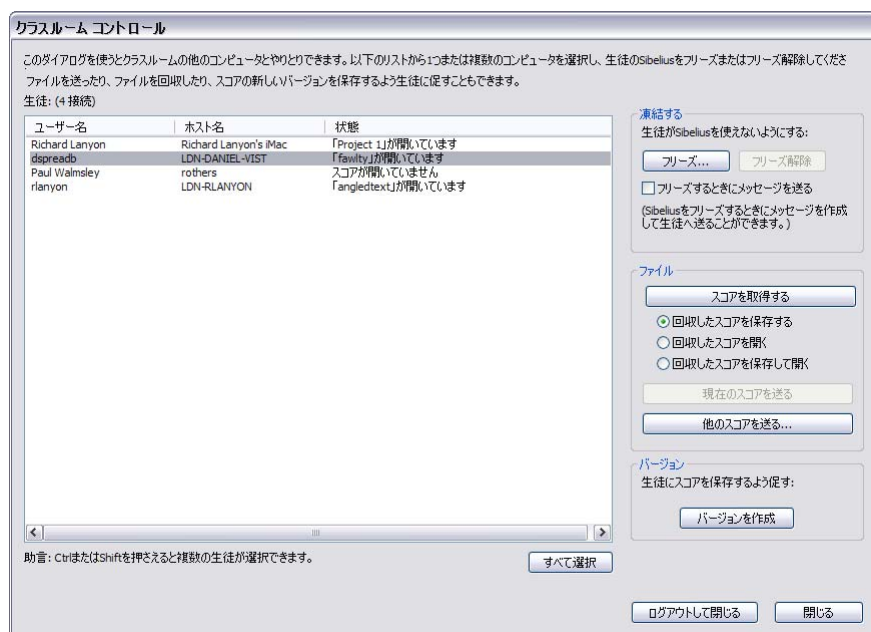 クラスルーム コントロール
このダイアログを使うとクラスルームの他のコンピュータとやりとりできます。以下のリストから1つまたは複数のコンピュータを選択し、生徒のSibeliusをフリーズまたはフリーズ解除してくださ
ファイルを送ったり、ファイルを回収したり、スコアの新しいバージョンを保存するよう生徒に促すこともできます。
生徒: (4 接続)
ユーザー名 ホスト名 状態
Richard Lanyon Richard Lanyon's iMac 「Project 1」が開いています
dspreadb LDN-DANIEL-VIST 「fawlty」が開いています
Paul Walmsley rothers スコアが開いていません
rlanyon LDN-RLANYON 「angledtext」が開いています
助言: CtrlまたはShiftを押さえると複数の生徒が選択できます。
すべて選択
凍結する
生徒がSibeliusを使えないようにする:
フリーズ... フリーズ解除
フリーズするときにメッセージを送る
(Sibeliusをフリーズするときにメッセージを作成
して生徒へ送ることができます。)
ファイル
スコアを取得する
回収したスコアを保存する
回収したスコアを開く
回収したスコアを保存して開く
現在のスコアを送る
他のスコアを送る...
バージョン
生徒にスコアを保存するよう促す:
バージョンを作成
ログアウトして閉じる 閉じる